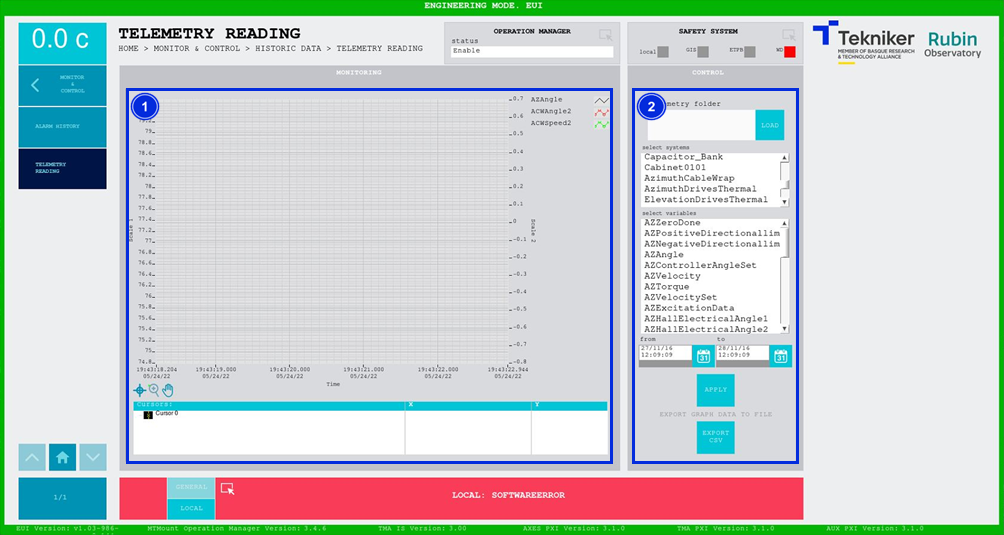 ENGINEERING MODE. EUI
0.0 c
TELEMETRY READING
HOME > MONITOR & CONTROL > HISTORIC DATA > TELEMETRY READING
OPERATION MANAGER
status
Enable
SAFETY SYSTEM
local
GIS
ETPB
WD
Tekniker
MEMBER OF BASQUE RESEARCH
& TECHNOLOGY ALLIANCE
Rubin
Observatory
MONITOR
&
CONTROL
ALARM HISTORY
TELEMETRY
READING
MONITORING
1
79.
78.8
78.6
78.4
78.2
78
77.8
77.6
77.4
77.2
77
76.8
76.6
76.4
76.2
76
75.8
75.6
75.4
75.2
75
74.8
Scale 1
0.7
0.6
0.5
0.4
0.3
0.2
0.1
0
-0.1
-0.2
-0.3
-0.4
-0.5
-0.6
-0.7
-0.8
Scale 2
AZAngle
ACWAngle2
ACWSpeed2
19:43:18.204
05/24/22
19:43:19.000
05/24/22
19:43:20.000
05/24/22
19:43:21.000
05/24/22
19:43:22.000
05/24/22
19:43:22.944
05/24/22
Time
Cursors: X Y
Cursor 0
CONTROL
2
metry folder
LOAD
select systems
Capacitor_Bank
Cabinet0101
AzimuthCableWrap
AzimuthDrivesThermal
ElevationDrivesThermal
select variables
AZZeroDone
AZPositiveDirectionallim
AZNegativeDirectionallim
AZAngle
AZControllerAngleSet
AZVelocity
AZTorque
AZVelocitySet
AZExcitationData
AZHallElectricalAngle1
AZHallElectricalAngle2
from
27/11/16
12:09:09
31
to
28/11/16
12:09:09
31
APPLY
EXPORT GRAPH DATA TO FILE
EXPORT
CSV
1/1
GENERAL
LOCAL
LOCAL: SOFTWAREERROR
EUI Version: v1.03-986-
MTMount Operation Manager Version: 3.4.6
TMA IS Version: 3.00
AXES PXI Version: 3.1.0
TMA PXI Version: 3.1.0
AUX PXI Version: 3.1.0